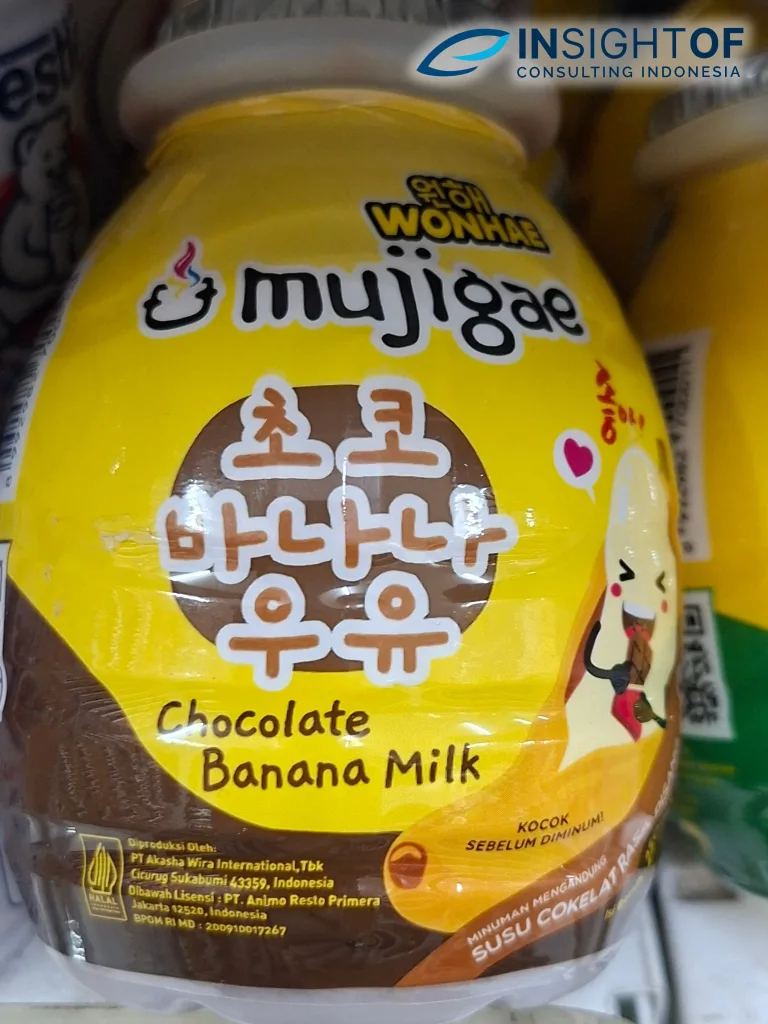 INSIGHTOF
CONSULTING INDONESIA
원해
WONHAE
mujigae
초코
바나나
우유
Chocolate
Banana Milk
KOCOK
SEBELUM DIMINUM!
Diproduksi Oleh:
PT Akasha Wira International,Tbk
Cicurug Sukabumi 43359, Indonesia
Dibawah Lisensi : PT. Animo Resto Primera
Jakarta 12520, Indonesia
BPOM RI MD : 200910017267
HALAL
MINUMAN MENGANDUNG
SUSU COKELAT RASA